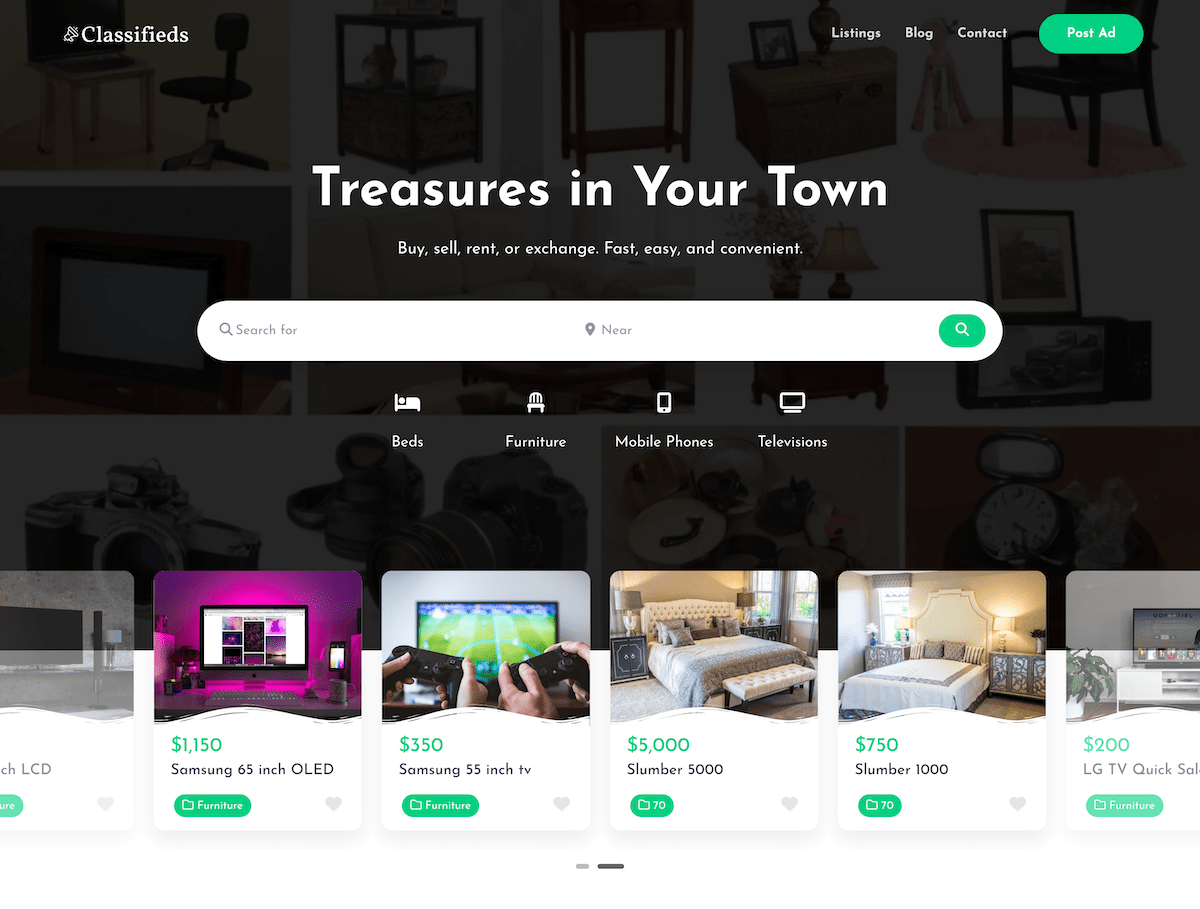 Classifieds
Listings
Blog
Contact
Post Ad
Treasures in Your Town
Buy, sell, rent, or exchange. Fast, easy, and convenient.
Search for
Near
Beds
Furniture
Mobile Phones
Televisions
ch LCD
ure
$1,150
Samsung 65 inch OLED
Furniture
$350
Samsung 55 inch tv
Furniture
$5,000
Slumber 5000
70
$750
Slumber 1000
70
$200
LG TV Quick Sal
Furniture